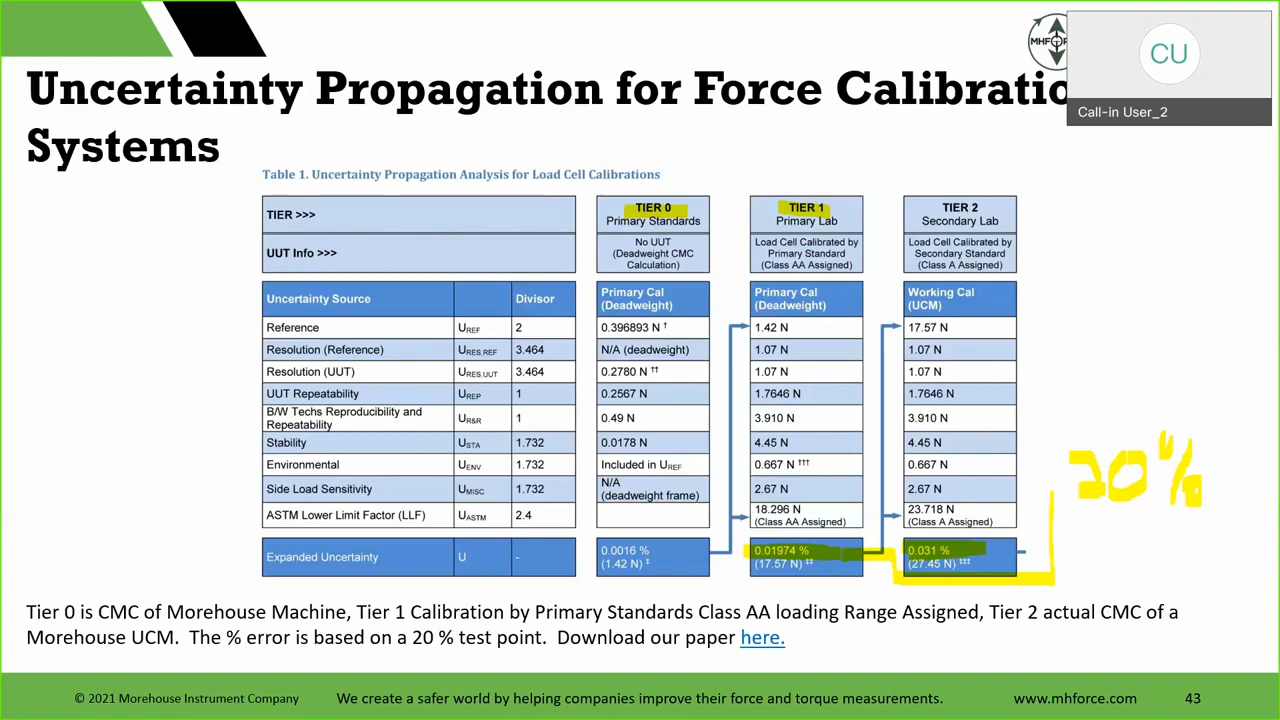 MHFORCE
CU
Call-in User_2
Uncertainty Propagation for Force Calibratio
Systems
Table 1. Uncertainty Propagation Analysis for Load Cell Calibrations
TIER >>> TIER 0 Primary Standards TIER 1 Primary Lab TIER 2 Secondary Lab
UUT Info >>> No UUT (Deadweight CMC Calculation) Load Cell Calibrated by Primary Standard (Class AA Assigned) Load Cell Calibrated by Secondary Standard (Class A Assigned)
Uncertainty Source Divisor Primary Cal (Deadweight) Primary Cal (Deadweight) Working Cal (UCM)
Reference UREF 2 0.396893 N † 1.42 N 17.57 N
Resolution (Reference) URES,REF 3.464 N/A (deadweight) 1.07 N 1.07 N
Resolution (UUT) URES,UUT 3.464 0.2780 N †† 1.07 N 1.07 N
UUT Repeatability UREP 1 0.2567 N 1.7646 N 1.7646 N
B/W Techs Reproducibility and Repeatability UR&R 1 0.49 N 3.910 N 3.910 N
Stability USTA 1.732 0.0178 N 4.45 N 4.45 N
Environmental UENV 1.732 Included in UREF 0.667 N ††† 0.667 N
Side Load Sensitivity UMISC 1.732 N/A (deadweight frame) 2.67 N 2.67 N
ASTM Lower Limit Factor (LLF) UASTM 2.4 18.296 N (Class AA Assigned) 23.718 N (Class A Assigned)
Expanded Uncertainty U - 0.0016 % (1.42 N) ‡ 0.01974 % (17.57 N) ‡‡ 0.031 % (27.45 N) ‡‡‡
20%
Tier 0 is CMC of Morehouse Machine, Tier 1 Calibration by Primary Standards Class AA loading Range Assigned, Tier 2 actual CMC of a
Morehouse UCM. The % error is based on a 20 % test point. Download our paper here.
© 2021 Morehouse Instrument Company We create a safer world by helping companies improve their force and torque measurements. www.mhforce.com 43